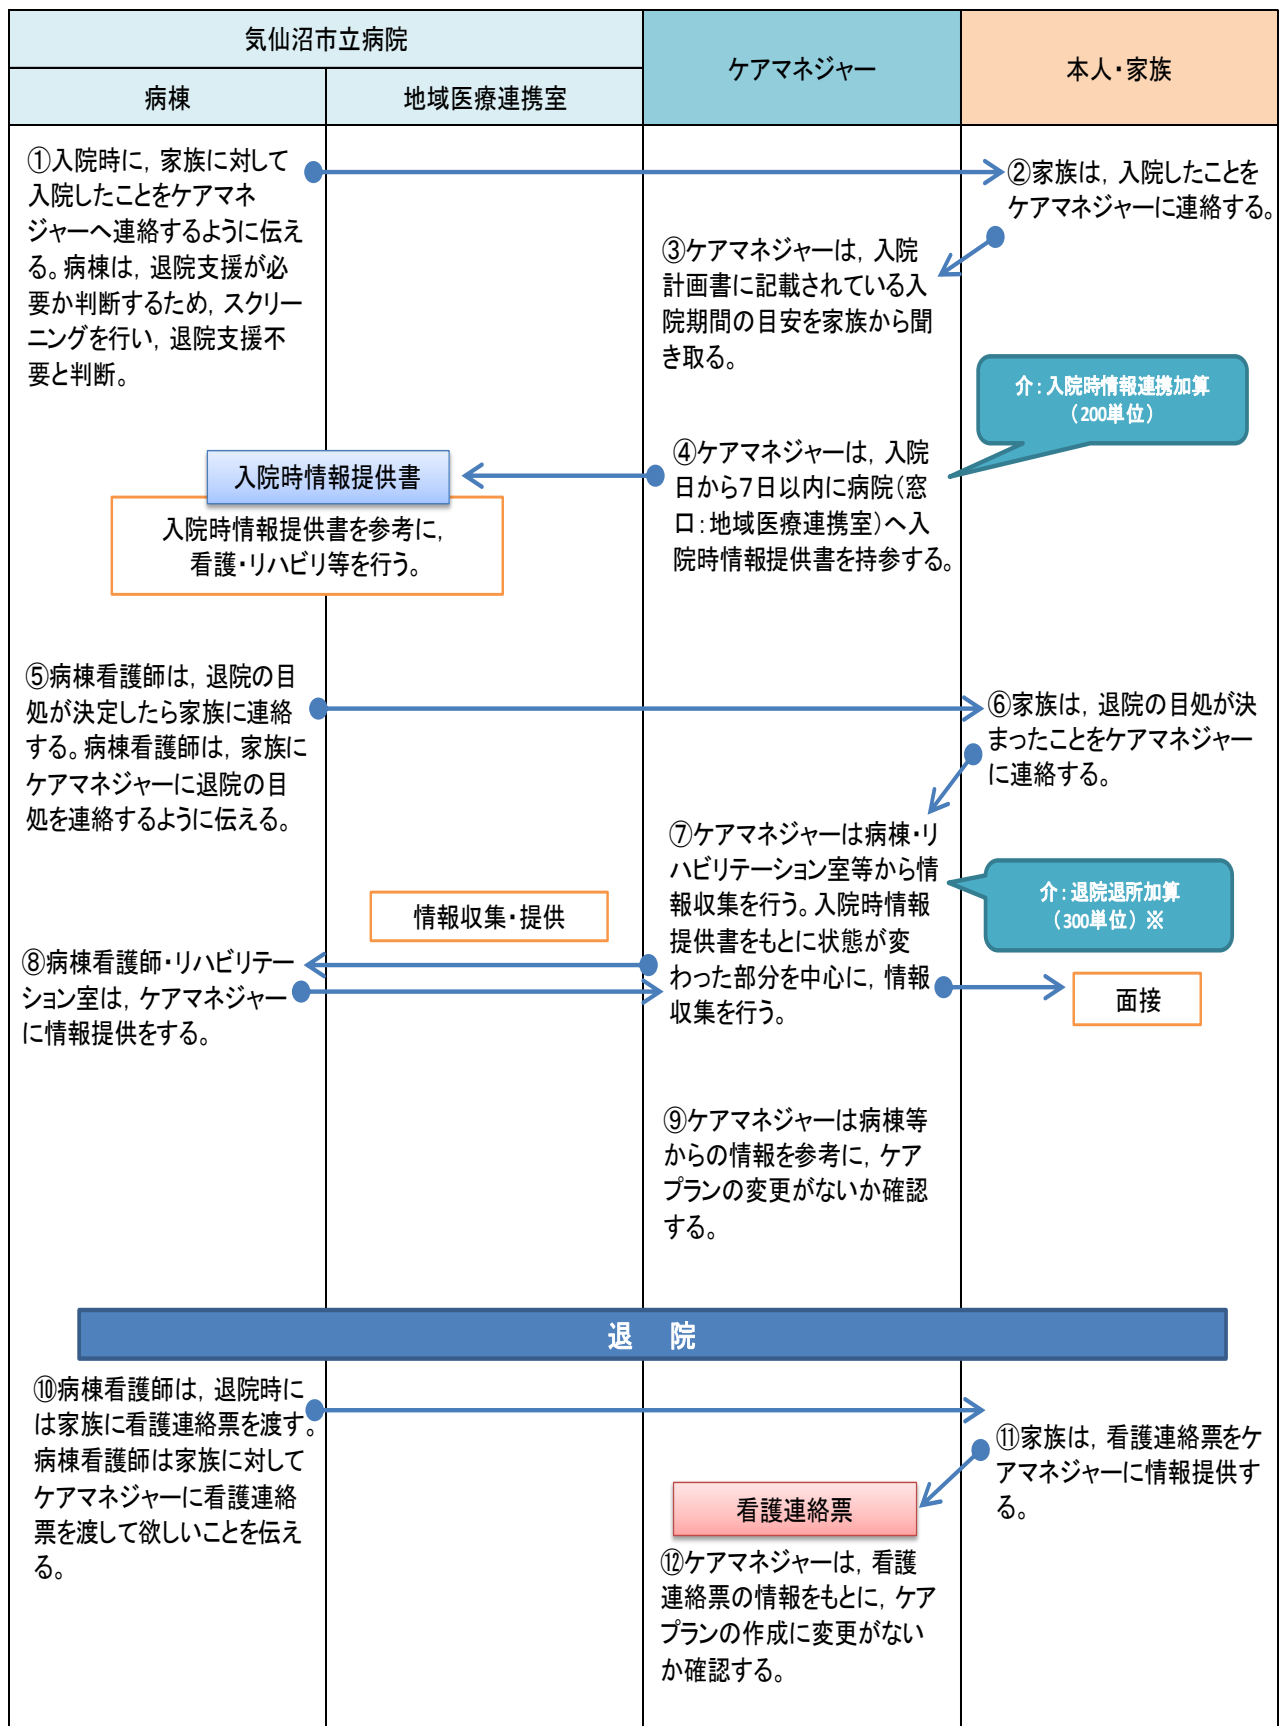 気仙沼市立病院
ケアマネジャー
本人・家族
病棟
地域医療連携室
①入院時に，家族に対して
入院したことをケアマネ
ジャーへ連絡するように伝え
る。病棟は，退院支援が必
要か判断するため，スクリー
ニングを行い，退院支援不
要と判断。
②家族は，入院したことを
ケアマネジャーに連絡する。
③ケアマネジャーは，入院
計画書に記載されている入
院期間の目安を家族から聞
き取る。
介：入院時情報連携加算
（200単位）
④ケアマネジャーは，入院
日から7日以内に病院（窓
口：地域医療連携室）へ入
院時情報提供書を持参する。
入院時情報提供書
入院時情報提供書を参考に，
看護・リハビリ等を行う。
⑤病棟看護師は，退院の目
処が決定したら家族に連絡
する。病棟看護師は，家族に
ケアマネジャーに退院の目
処を連絡するように伝える。
⑥家族は，退院の目処が決
まったことをケアマネジャー
に連絡する。
⑦ケアマネジャーは病棟・リ
ハビリテーション室等から情
報収集を行う。入院時情報
提供書をもとに状態が変
わった部分を中心に，情報
収集を行う。
介：退院退所加算
（300単位）※
情報収集・提供
⑧病棟看護師・リハビリテー
ション室は，ケアマネジャー
に情報提供をする。
面接
⑨ケアマネジャーは病棟等
からの情報を参考に，ケア
プランの変更がないか確認
する。
退　院
⑩病棟看護師は，退院時に
は家族に看護連絡票を渡す。
病棟看護師は家族に対して
ケアマネジャーに看護連絡
票を渡して欲しいことを伝え
る。
⑪家族は，看護連絡票をケ
アマネジャーに情報提供す
る。
看護連絡票
⑫ケアマネジャーは，看護
連絡票の情報をもとに，ケア
プランの作成に変更がない
か確認する。